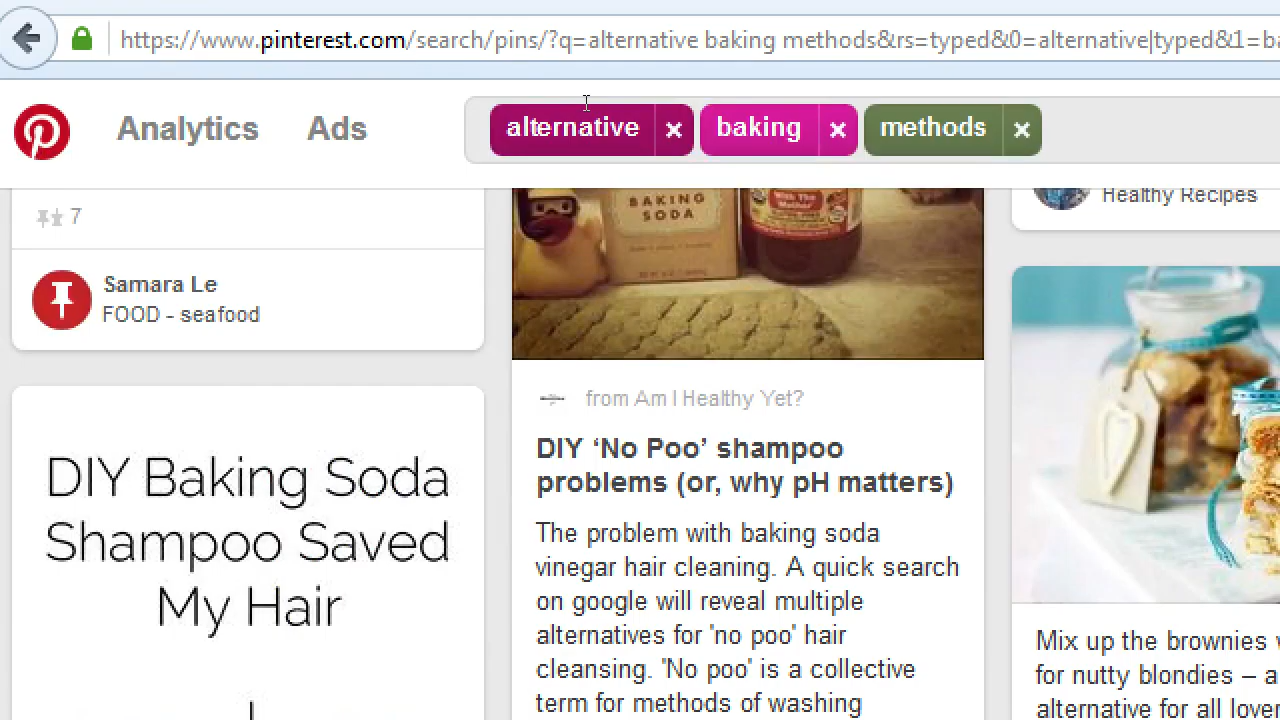 https://www.pinterest.com/search/pins/?q=alternative baking methods&rs=typed&0=alternative|typed&1=ba
Analytics
Ads
alternative ×
baking ×
methods ×
7
Samara Le
FOOD - seafood
DIY Baking Soda
Shampoo Saved
My Hair
With The
Mother
BAKING
SODA
from Am I Healthy Yet?
DIY ‘No Poo’ shampoo
problems (or, why pH matters)
The problem with baking soda
vinegar hair cleaning. A quick search
on google will reveal multiple
alternatives for 'no poo' hair
cleansing. 'No poo' is a collective
term for methods of washing
Healthy Recipes
Mix up the brownies
for nutty blondies – a
alternative for all lover